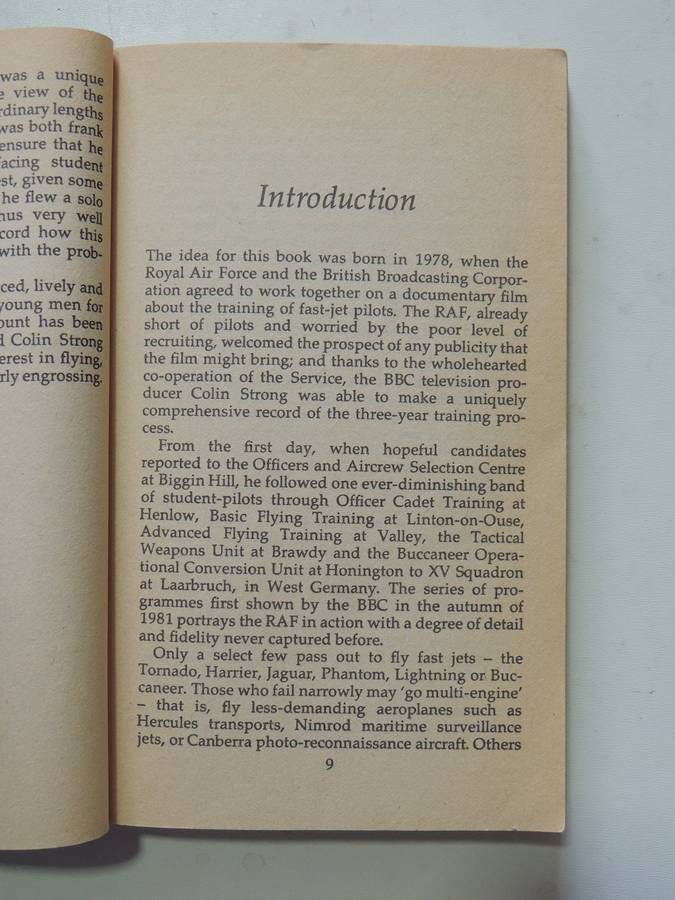 was a unique
view of the
lengths
was both frank
ensure that he
facing student
given some
he flew a solo
very well
how this
with the prob-
lively and
young men for
has been
Colin Strong
in flying,
engrossing.
Introduction
The idea for this book was born in 1978, when the
Royal Air Force and the British Broadcasting Corpor-
ation agreed to work together on a documentary film
about the training of fast-jet pilots. The RAF, already
short of pilots and worried by the poor level of
recruiting, welcomed the prospect of any publicity that
the film might bring; and thanks to the wholehearted
co-operation of the Service, the BBC television pro-
ducer Colin Strong was able to make a uniquely
comprehensive record of the three-year training pro-
cess.
From the first day, when hopeful candidates
reported to the Officers and Aircrew Selection Centre
at Biggin Hill, he followed one ever-diminishing band
of student-pilots through Officer Cadet Training at
Henlow, Basic Flying Training at Linton-on-Ouse,
Advanced Flying Training at Valley, the Tactical
Weapons Unit at Brawdy and the Buccaneer Opera-
tional Conversion Unit at Honington to XV Squadron
at Laarbruch, in West Germany. The series of pro-
grammes first shown by the BBC in the autumn of
1981 portrays the RAF in action with a degree of detail
and fidelity never captured before.
Only a select few pass out to fly fast jets – the
Tornado, Harrier, Jaguar, Phantom, Lightning or Buc-
caneer. Those who fail narrowly may 'go multi-engine'
– that is, fly less-demanding aeroplanes such as
Hercules transports, Nimrod maritime surveillance
jets, or Canberra photo-reconnaissance aircraft. Others
9